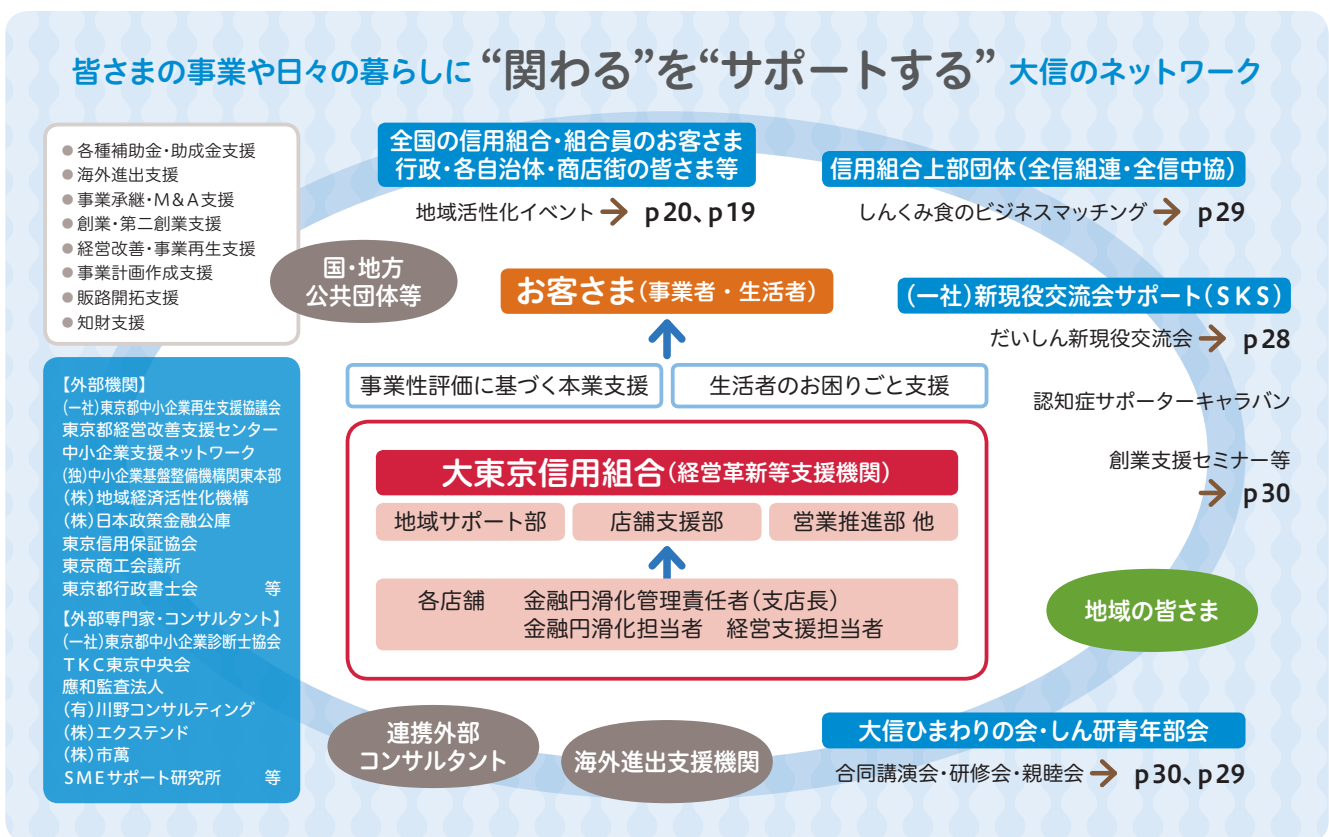 皆さまの事業や日々の暮らしに“関わる”を“サポートする”大信のネットワーク
●各種補助金・助成金支援
●海外進出支援
●事業承継・M&A支援
●創業・第二創業支援
●経営改善・事業再生支援
●事業計画作成支援
●販路開拓支援
●知財支援
国・地方
公共団体等
全国の信用組合・組合員のお客さま
行政・各自治体・商店街の皆さま等
地域活性化イベント→ p20、p19
信用組合上部団体(全信組連・全信中協)
しんくみ食のビジネスマッチング→ p29
お客さま(事業者・生活者)
(一社)新現役交流会サポート(SKS)
だいしん新現役交流会→ p28
認知症サポーターキャラバン
創業支援セミナー等
→ p30
事業性評価に基づく本業支援
生活者のお困りごと支援
大東京信用組合(経営革新等支援機関)
地域サポート部
店舗支援部
営業推進部 他
各店舗 金融円滑化管理責任者(支店長)
金融円滑化担当者 経営支援担当者
【外部機関】
(一社)東京都中小企業再生支援協議会
東京都経営改善支援センター
中小企業支援ネットワーク
(独)中小企業基盤整備機構関東本部
(株)地域経済活性化機構
(株)日本政策金融公庫
東京信用保証協会
東京商工会議所
東京都行政書士会 等
【外部専門家・コンサルタント】
(一社)東京都中小企業診断士協会
TKC東京中央会
應和監査法人
(有)川野コンサルティング
(株)エクステンド
(株)市萬
SMEサポート研究所 等
連携外部
コンサルタント
海外進出支援機関
地域の皆さま
大信ひまわりの会・しん研青年部会
合同講演会・研修会・親睦会→ p30、p29